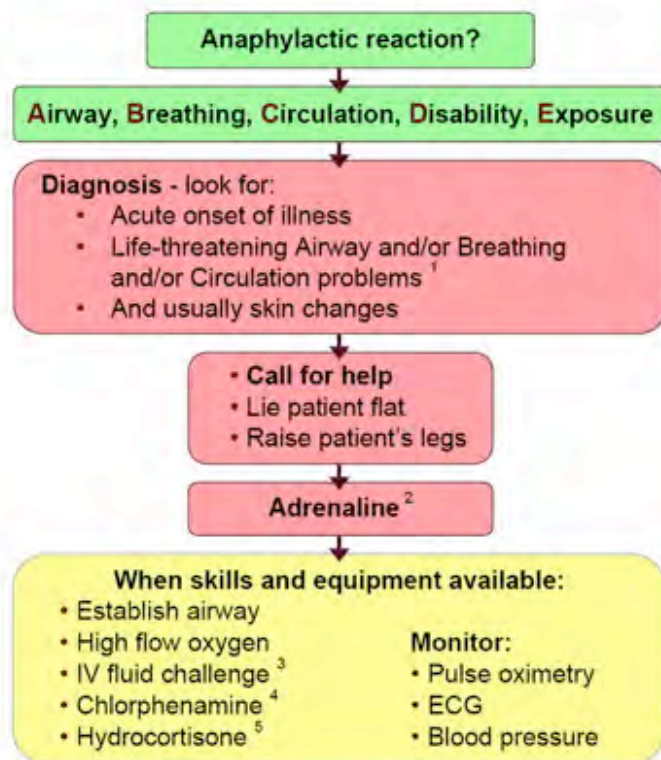 Anaphylactic reaction?
Airway, Breathing, Circulation, Disability, Exposure
Diagnosis - look for:
• Acute onset of illness
• Life-threatening Airway and/or Breathing
and/or Circulation problems 1
• And usually skin changes
• Call for help
• Lie patient flat
• Raise patient's legs
Adrenaline 2
When skills and equipment available:
• Establish airway
• High flow oxygen
• IV fluid challenge 3
• Chlorphenamine 4
• Hydrocortisone 5
Monitor:
• Pulse oximetry
• ECG
• Blood pressure